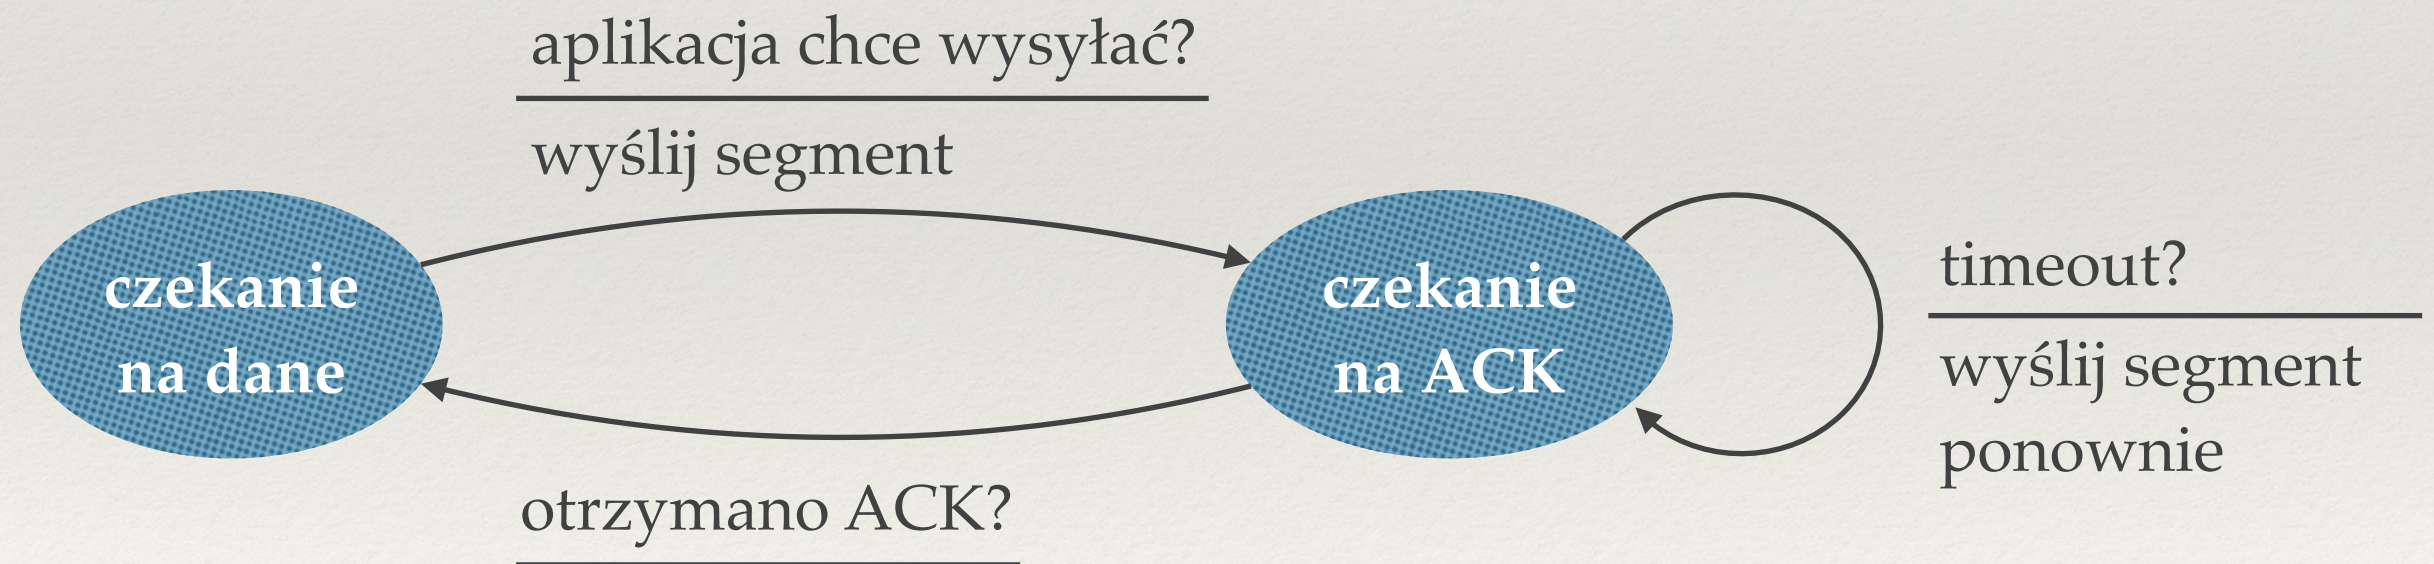 aplikacja chce wysyłać?
wyślij segment
czekanie
na dane
czekanie
na ACK
timeout?
wyślij segment
ponownie
otrzymano ACK?